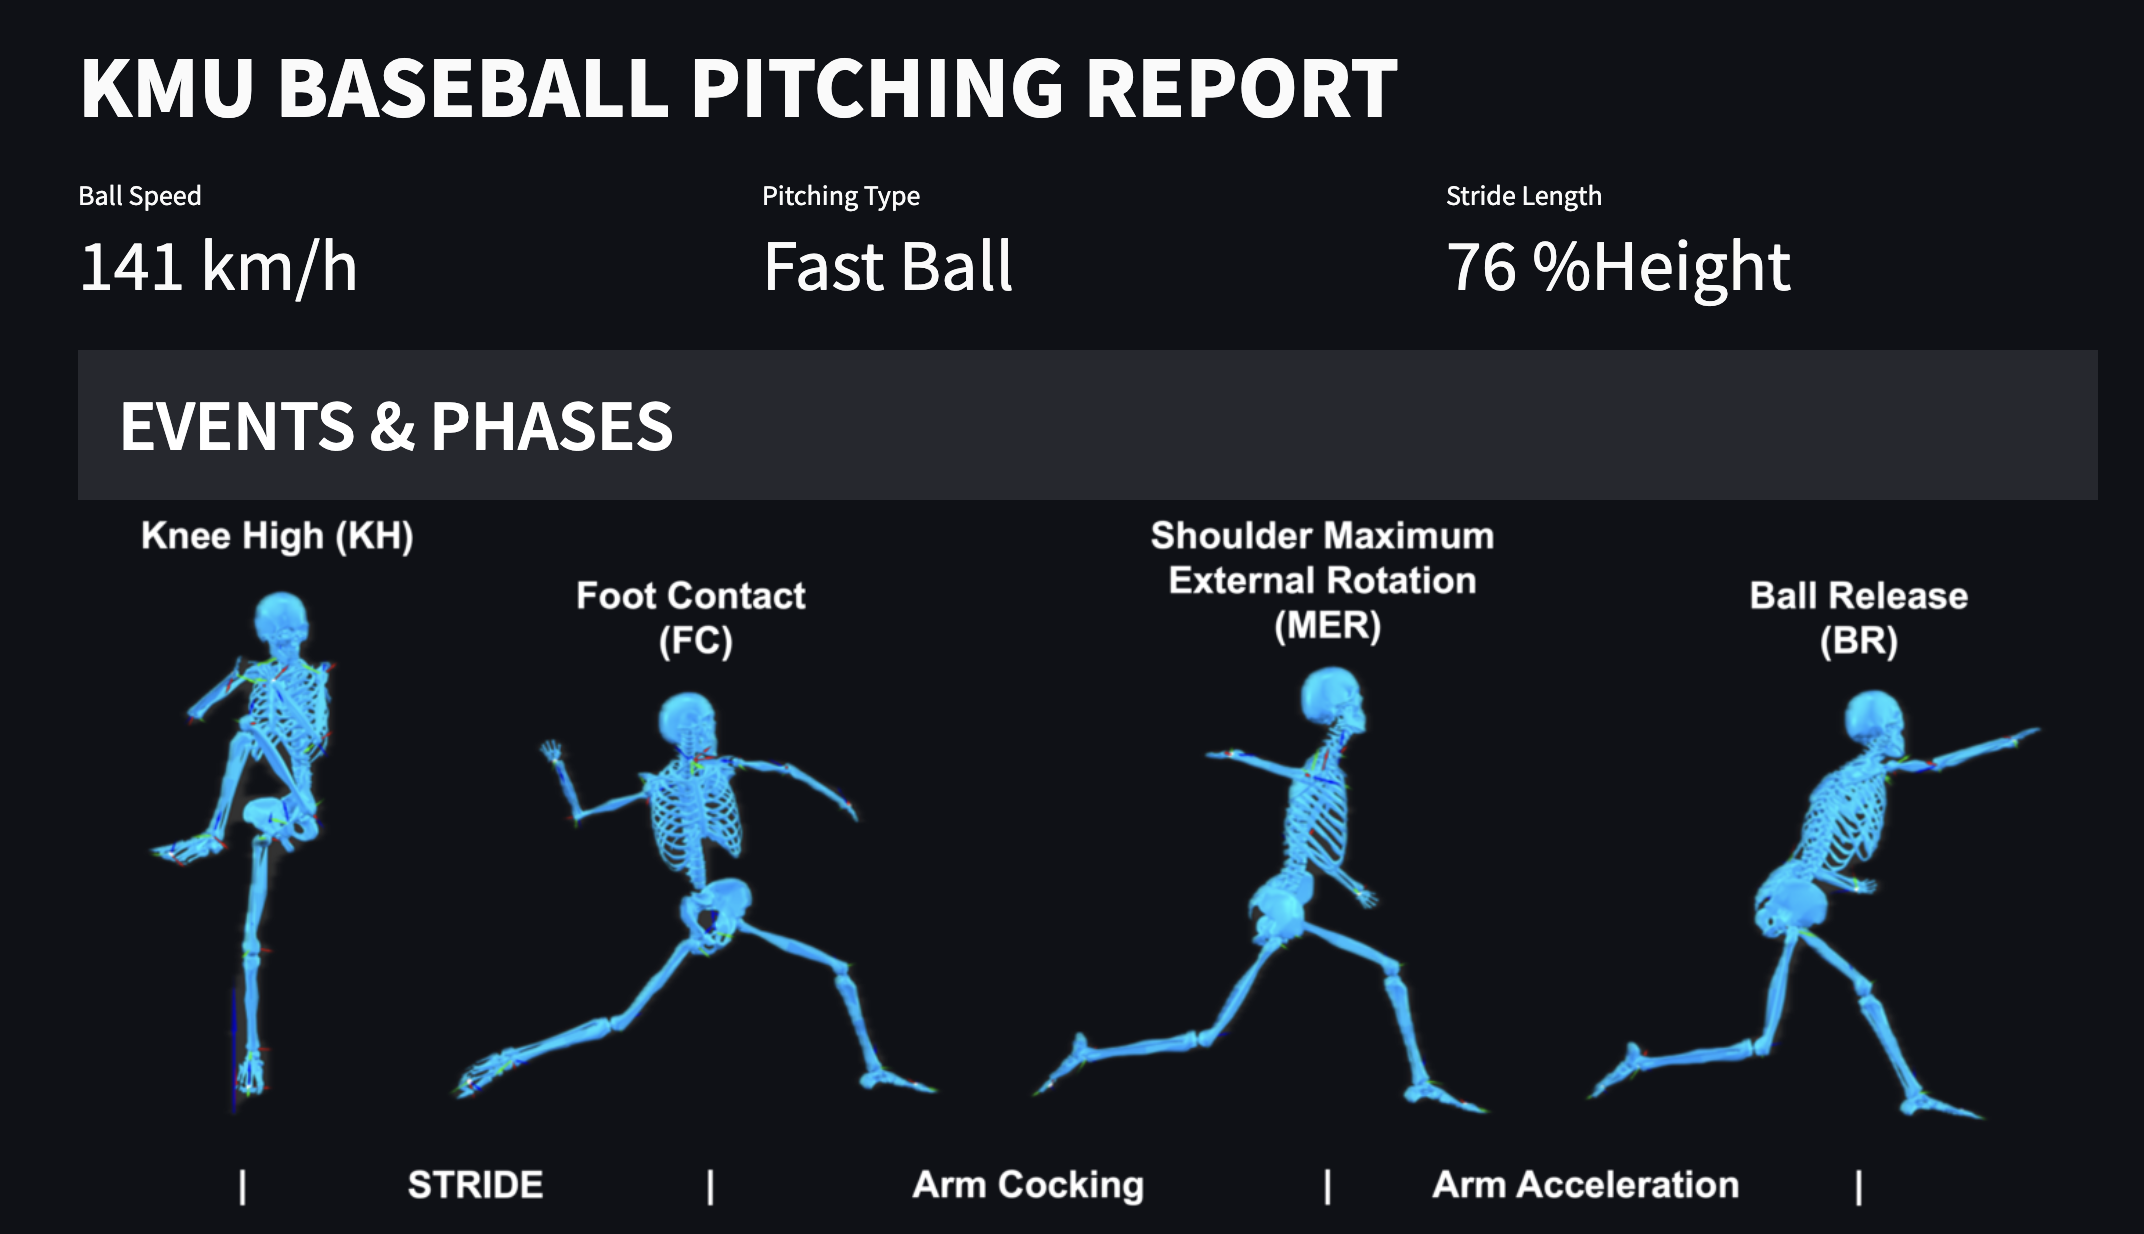 KMU BASEBALL PITCHING REPORT
Ball Speed
141 km/h
Pitching Type
Fast Ball
Stride Length
76 %Height
EVENTS & PHASES
Knee High (KH)
Foot Contact
(FC)
Shoulder Maximum
External Rotation
(MER)
Ball Release
(BR)
| STRIDE | Arm Cocking | Arm Acceleration |